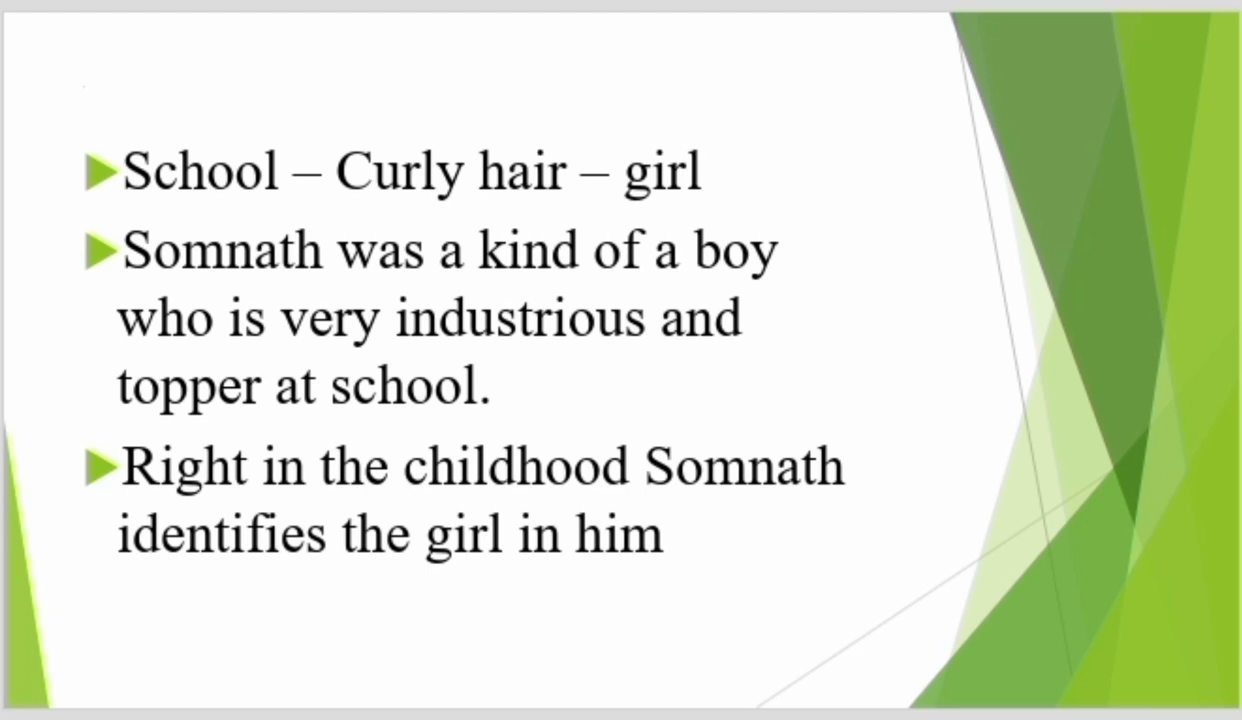 School – Curly hair – girl
Somnath was a kind of a boy
who is very industrious and
topper at school.
Right in the childhood Somnath
identifies the girl in him